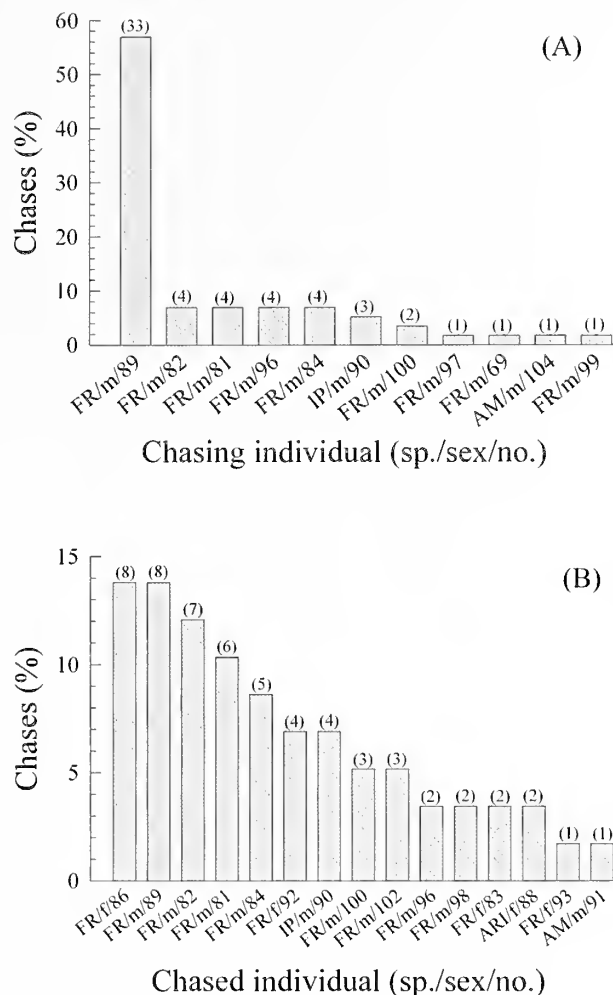 (A)
Chases (%)
60
50
40
30
20
10
0
(33)
(4)
(4)
(4)
(4)
(3)
(2)
(1)
(1)
(1)
(1)
FR/m/89
FR/m/82
FR/m/81
FR/m/96
FR/m/84
IP/m/90
FR/m/100
FR/m/97
FR/m/69
AM/m/104
FR/m/99
Chasing individual (sp./sex/no.)
(B)
Chases (%)
15
10
5
0
(8)
(8)
(7)
(6)
(5)
(4)
(4)
(3)
(3)
(2)
(2)
(2)
(2)
(1)
(1)
FR/f/86
FR/m/89
FR/m/82
FR/m/81
FR/m/84
FR/f/92
IP/m/90
FR/m/100
FR/m/102
FR/m/96
FR/m/98
FR/f/83
ARI/f/88
FR/f/93
AM/m/91
Chased individual (sp./sex/no.)